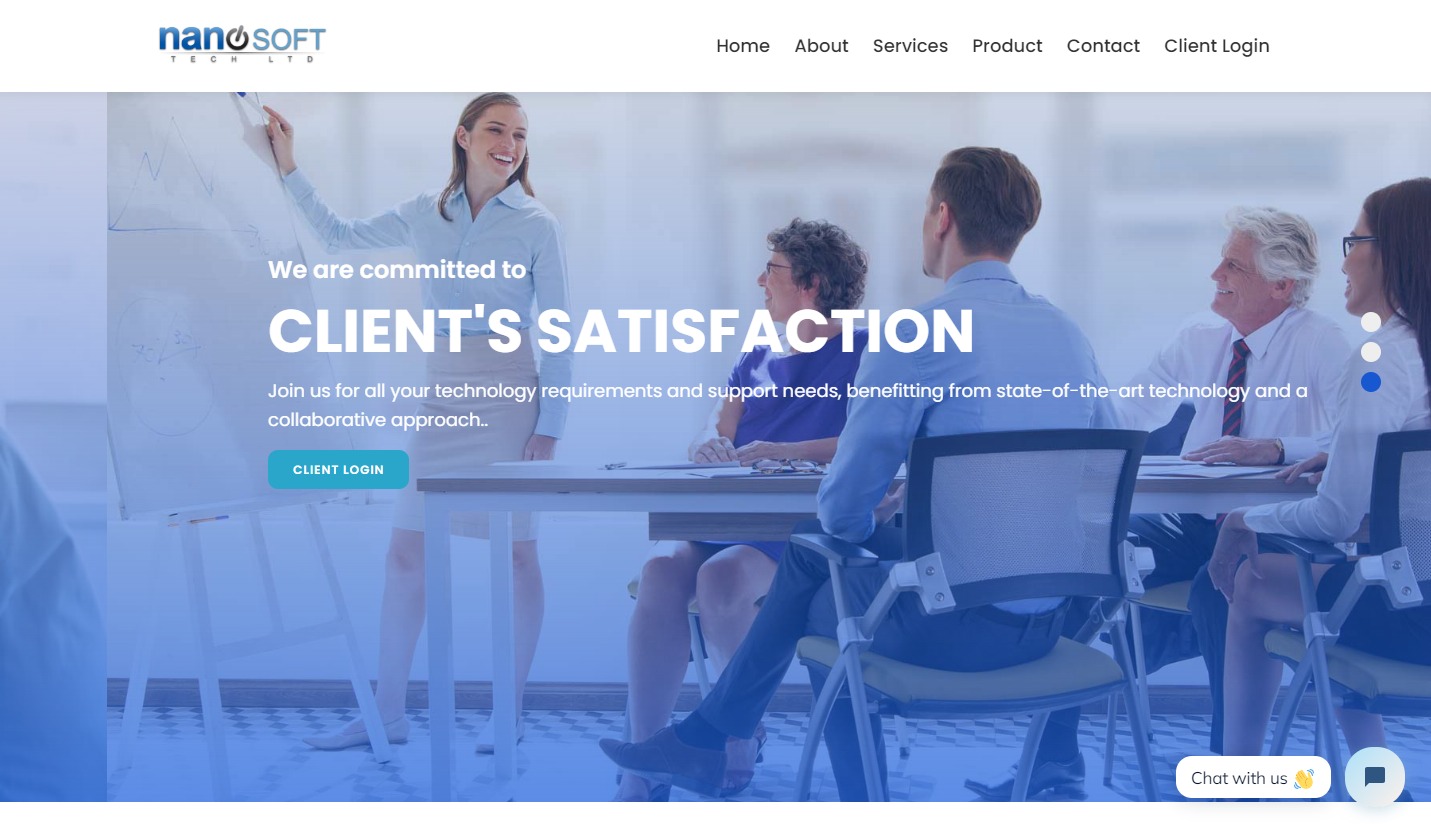 nanosoft
TECH LTD
Home About Services Product Contact Client Login
We are committed to
CLIENT'S SATISFACTION
Join us for all your technology requirements and support needs, benefitting from state-of-the-art technology and a
collaborative approach..
CLIENT LOGIN
Chat with us 👋